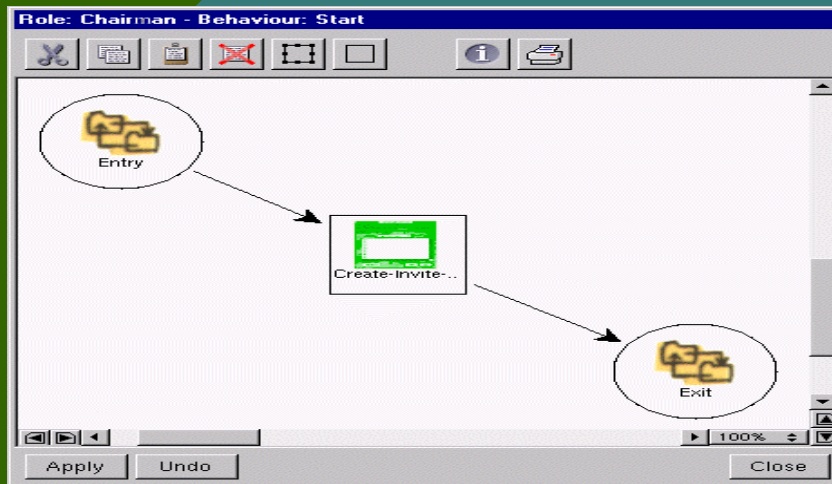 Role: Chairman - Behaviour: Start
Entry
Create-Invite-..
Exit
100%
Apply
Undo
Close